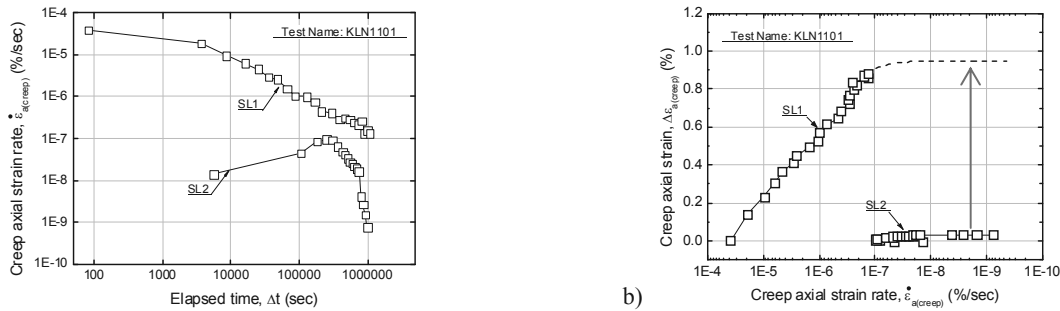 Creep axial strain rate, ε̇a(creep) (%/sec)
1E-4
1E-5
1E-6
1E-7
1E-8
1E-9
1E-10
Test Name: KLN1101
SL1
SL2
100 1000 10000 100000 1000000
Elapsed time, Δt (sec)
b)
Creep axial strain, Δεa(creep) (%)
1.2
1.0
0.8
0.6
0.4
0.2
0.0
Test Name: KLN1101
SL1
SL2
1E-4 1E-5 1E-6 1E-7 1E-8 1E-9 1E-10
Creep axial strain rate, ε̇a(creep) (%/sec)